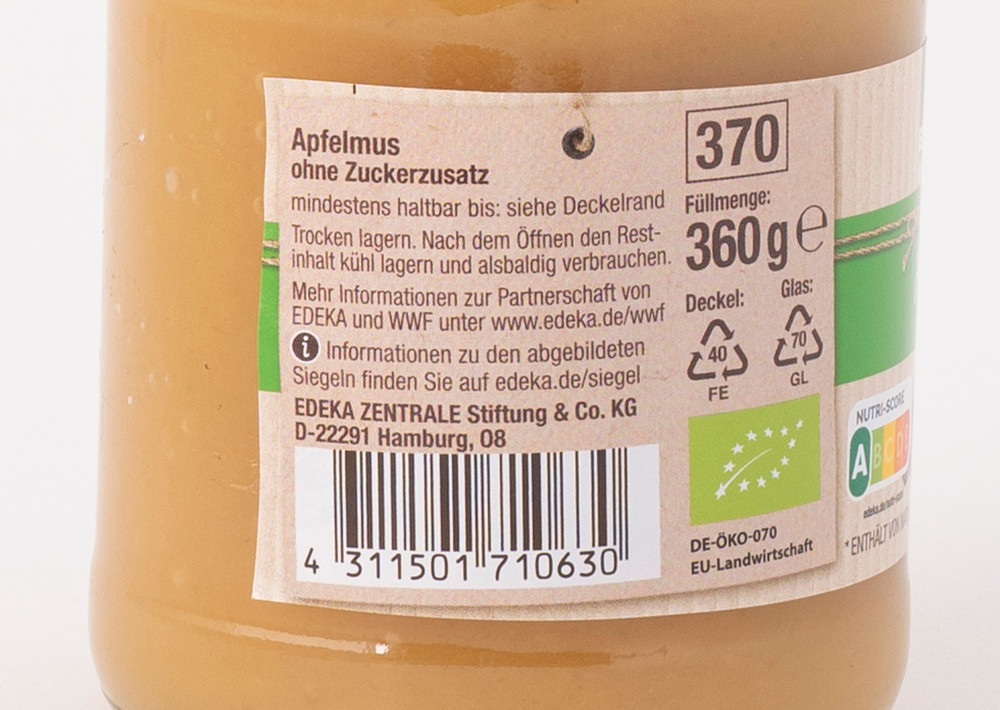 Apfelmus
ohne Zuckerzusatz
mindestens haltbar bis: siehe Deckelrand
Trocken lagern. Nach dem Öffnen den Rest-
inhalt kühl lagern und alsbaldig verbrauchen.
Mehr Informationen zur Partnerschaft von
EDEKA und WWF unter www.edeka.de/wwf
i Informationen zu den abgebildeten
Siegeln finden Sie auf edeka.de/siegel
EDEKA ZENTRALE Stiftung & Co. KG
D-22291 Hamburg, O8
4 311501 710630
370
Füllmenge:
360 g ℮
Deckel: Glas:
40 70
FE GL
DE-ÖKO-070
EU-Landwirtschaft
NUTRI-SCORE
A B C D
*ENTHÄLT VON